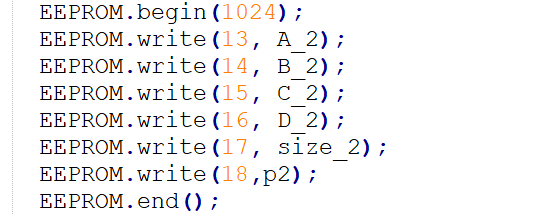 EEPROM.begin(1024);
EEPROM.write(13, A_2);
EEPROM.write(14, B_2);
EEPROM.write(15, C_2);
EEPROM.write(16, D_2);
EEPROM.write(17, size_2);
EEPROM.write(18,p2);
EEPROM.end();